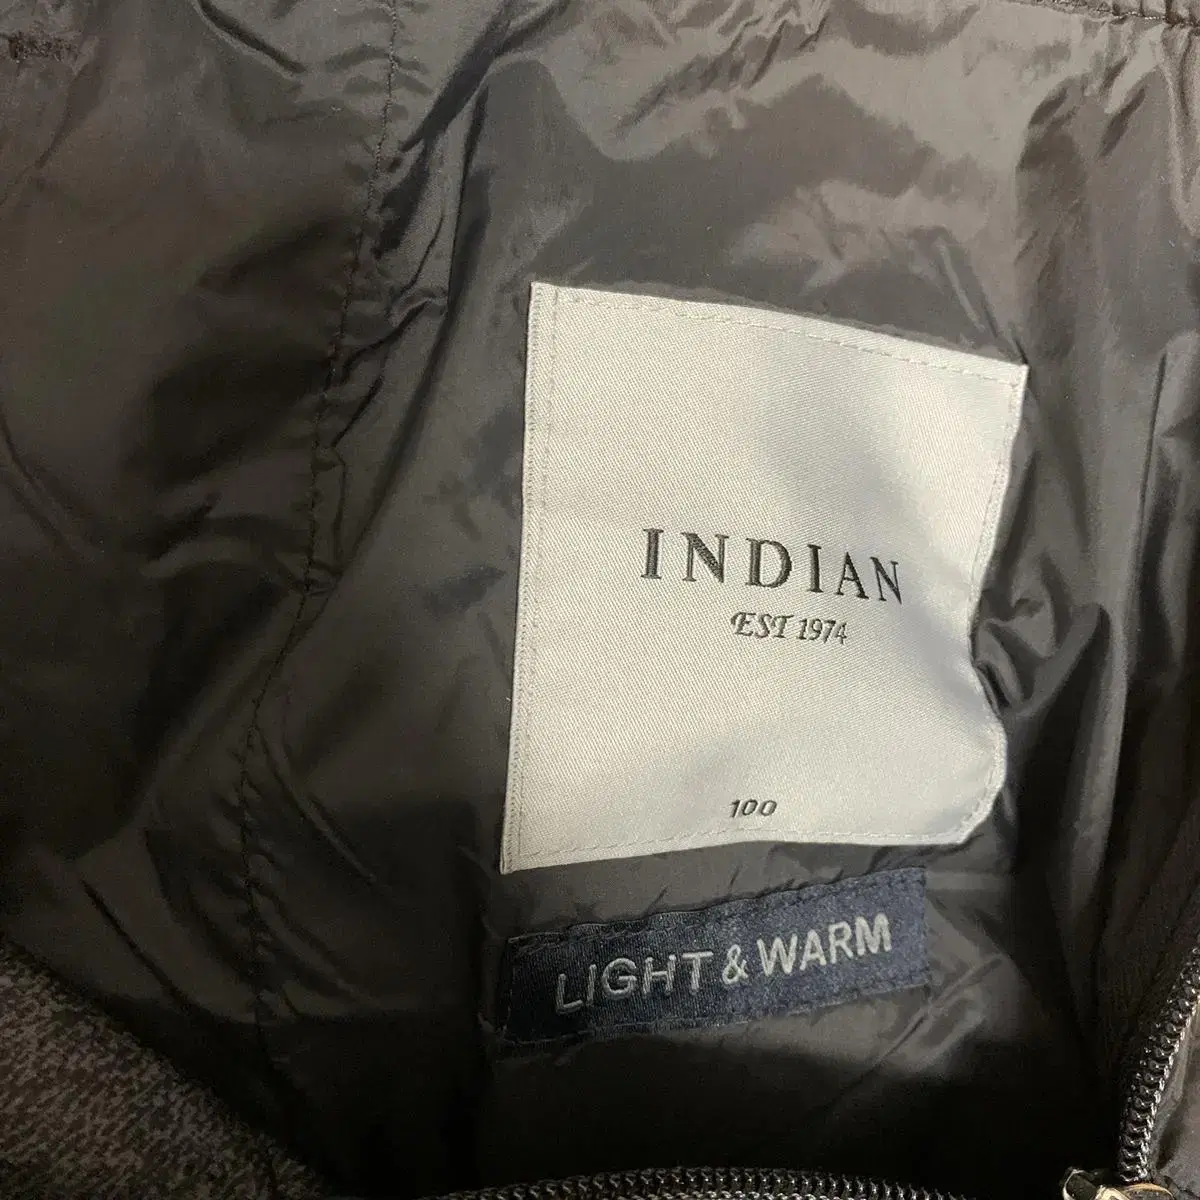 INDIAN
EST 1974
100
LIGHT & WARM